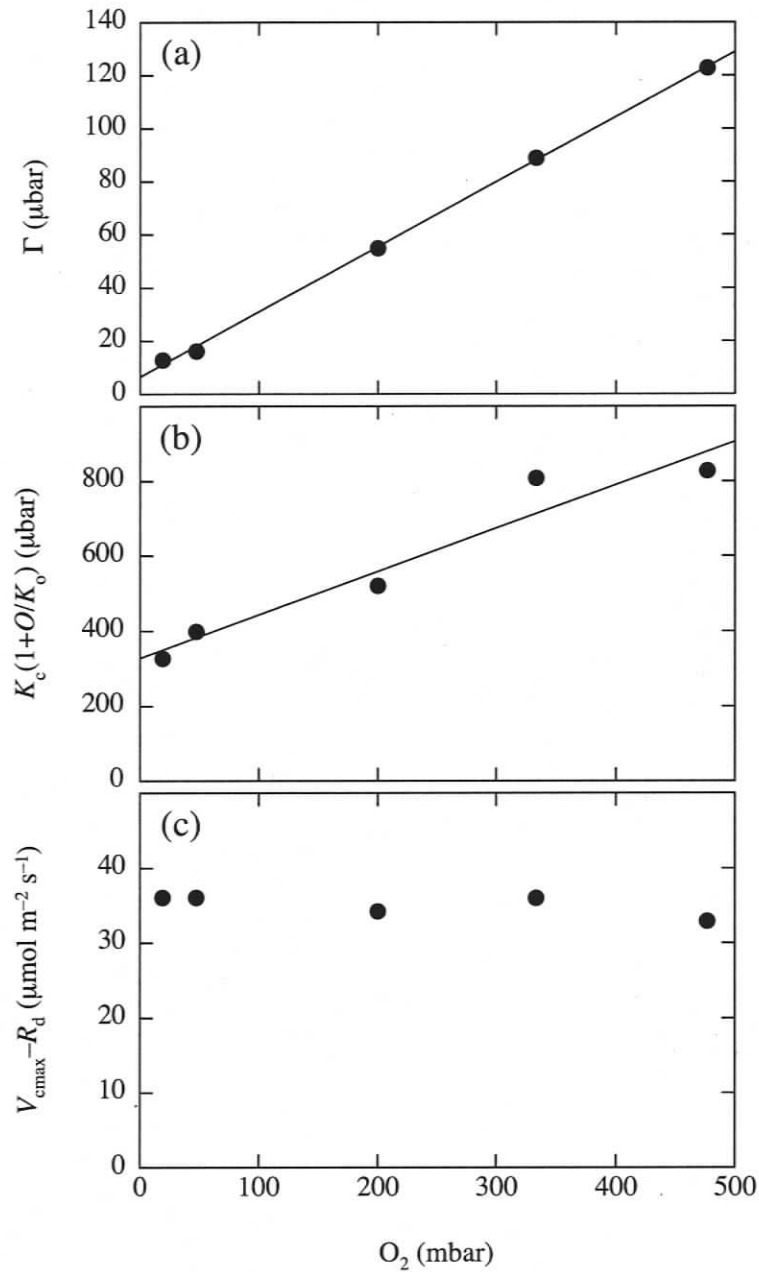 140
(a)
120
100
80
60
40
20
0
Γ (µbar)
(b)
800
600
400
200
0
K_c(1+O/K_o) (µbar)
(c)
40
30
20
10
0
V_cmax–R_d (µmol m⁻² s⁻¹)
0 100 200 300 400 500
O₂ (mbar)